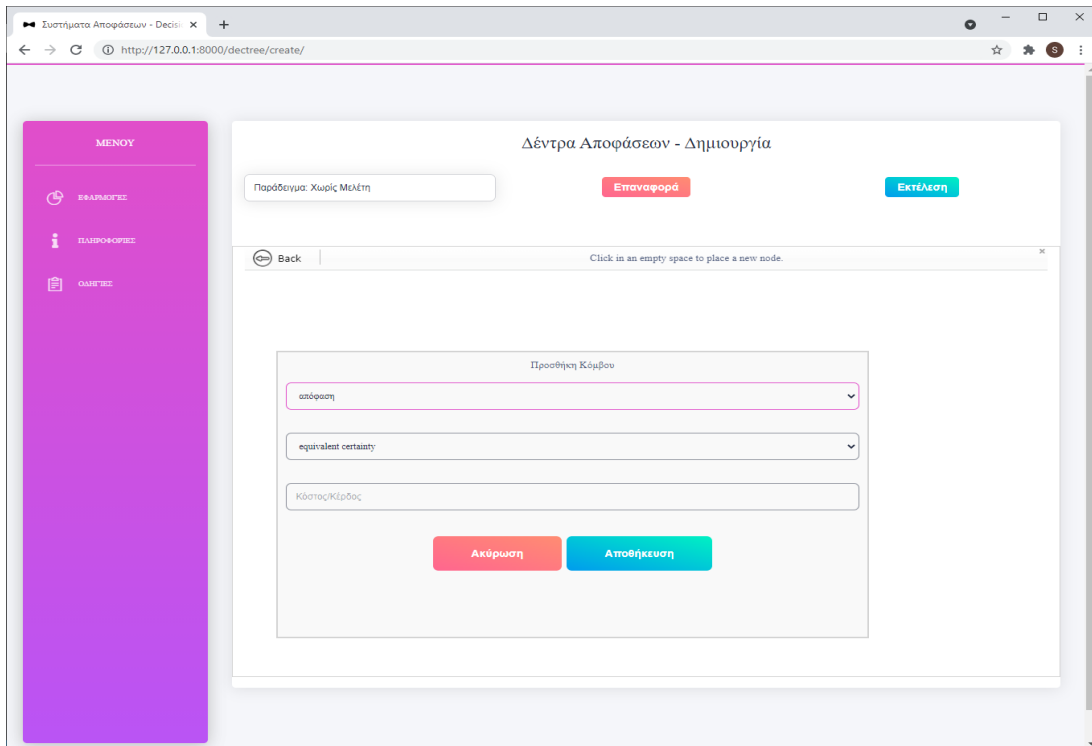 Συστήματα Αποφάσεων - Decisi
http://127.0.0.1:8000/dectree/create/
S
ΜΕΝΟΥ
ΕΦΑΡΜΟΓΕΣ
ΠΛΗΡΟΦΟΡΙΕΣ
ΟΔΗΓΙΕΣ
Δέντρα Αποφάσεων - Δημιουργία
Παράδειγμα: Χωρίς Μελέτη
Επαναφορά
Εκτέλεση
Back
Click in an empty space to place a new node.
Προσθήκη Κόμβου
απόφαση
equivalent certainty
Κόστος/Κέρδος
Ακύρωση
Αποθήκευση